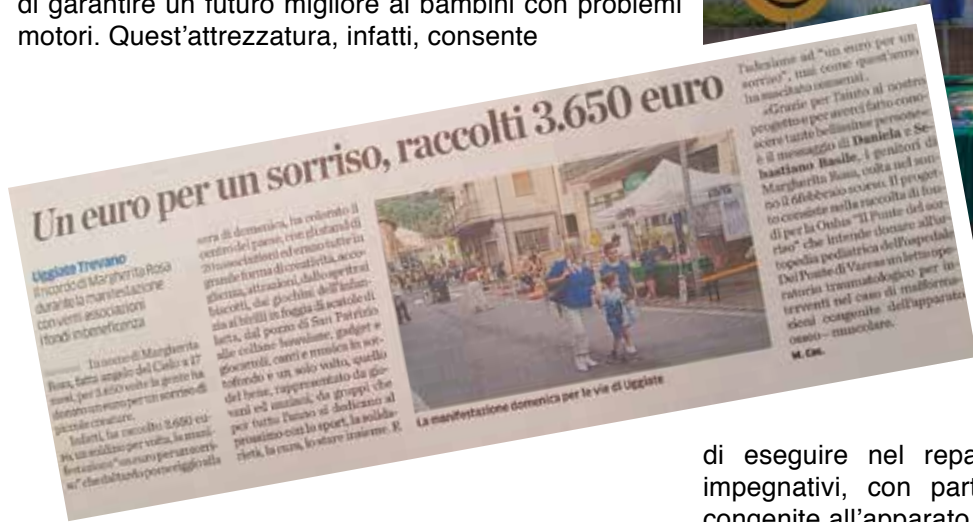 di garantire un futuro migliore ai bambini con problemi
motori. Quest'attrezzatura, infatti, consente
Un euro per un sorriso, raccolti 3.650 euro
Uggiate Trevano
Il ricordo di Margherita Rosa
durante la manifestazione
con venti associazioni
I fondi in beneficenza
In nome di Margherita
Rosa, fatta angelo del Cielo a 17
mesi, per 3.650 volte la gente ha
donato un euro per un sorriso di
piccole creature.
Infatti, ha raccolto 3.650 eu-
ro, un soldino per volta, la mani-
festazione "un euro per un sorri-
so" che dal tardo pomeriggio alla
sera di domenica, ha colorato il
centro del paese, con gli stand di
20 associazioni ed erano tutte in
grande forma di creatività, acco-
glienza, attrazioni, dallo spritz ai
biscotti, dai giochini dell'infan-
zia ai birilli in foggia di scatole di
latta, dal pozzo di San Patrizio
alle collane hawaiane, gadget e
giocattoli, canti e musica in sot-
tofondo e un solo volto, quello
del bene, rappresentato da gio-
vani ed anziani, da gruppi che
per tutto l'anno si dedicano al
prossimo con lo sport, la solida-
rietà, la cura, lo stare insieme. E
La manifestazione domenica per le vie di Uggiate
l'adesione ad "un euro per un
sorriso", mai come quest'anno
ha suscitato consensi.
«Grazie per l'aiuto al nostro
progetto e per averci fatto cono-
scere tante bellissime persone»
è il messaggio di Daniela e Se-
bastiano Basile, i genitori di
Margherita Rosa, colta nel son-
no il 6 febbraio scorso. Il proget-
to consiste nella raccolta di fon-
di per la Onlus "Il Ponte del sor-
riso" che intende donare all'or-
topedia pediatrica dell'ospedale
Del Ponte di Varese un letto ope-
ratorio traumatologico per in-
terventi nel caso di malforma-
zioni congenite dell'apparato
osseo – muscolare.
M. Cas.
di eseguire nel repa
impegnativi, con part
congenite all'apparato